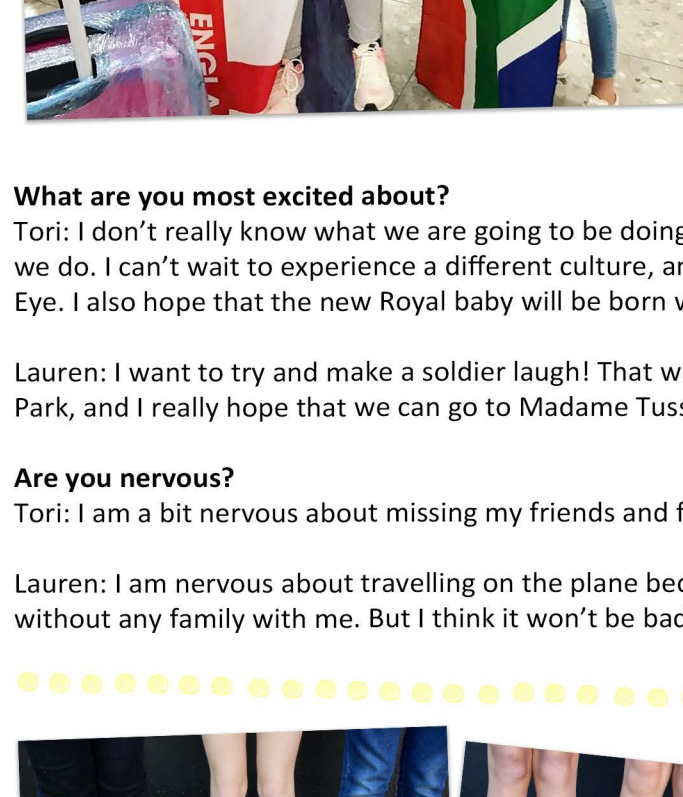 ENGLA
What are you most excited about?
Tori: I don't really know what we are going to be doing
we do. I can't wait to experience a different culture, a
Eye. I also hope that the new Royal baby will be born
Lauren: I want to try and make a soldier laugh! That w
Park, and I really hope that we can go to Madame Tuss
Are you nervous?
Tori: I am a bit nervous about missing my friends and f
Lauren: I am nervous about travelling on the plane bec
without any family with me. But I think it won't be bad